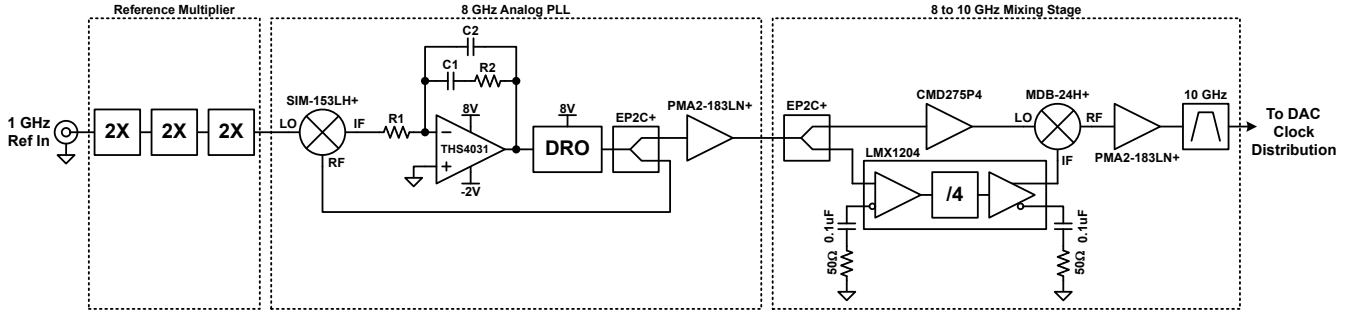 Reference Multiplier
8 GHz Analog PLL
8 to 10 GHz Mixing Stage
1 GHz
Ref In
2X
2X
2X
SIM-153LH+
LO
IF
RF
R1
C2
C1
R2
8V
THS4031
-2V
8V
DRO
EP2C+
PMA2-183LN+
EP2C+
CMD275P4
MDB-24H+
LO
RF
IF
LMX1204
/4
0.1uF
50Ω
0.1uF
50Ω
PMA2-183LN+
10 GHz
To DAC
Clock
Distribution